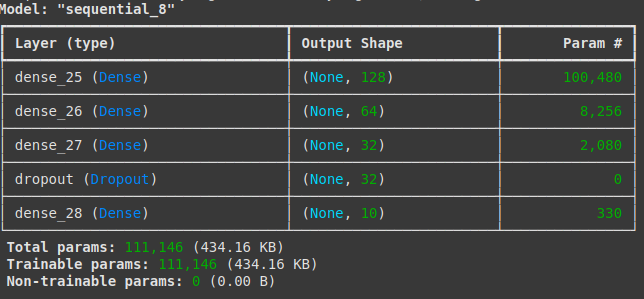 Model: "sequential_8"
Layer (type) Output Shape Param #
dense_25 (Dense) (None, 128) 100,480
dense_26 (Dense) (None, 64) 8,256
dense_27 (Dense) (None, 32) 2,080
dropout (Dropout) (None, 32) 0
dense_28 (Dense) (None, 10) 330
Total params: 111,146 (434.16 KB)
Trainable params: 111,146 (434.16 KB)
Non-trainable params: 0 (0.00 B)